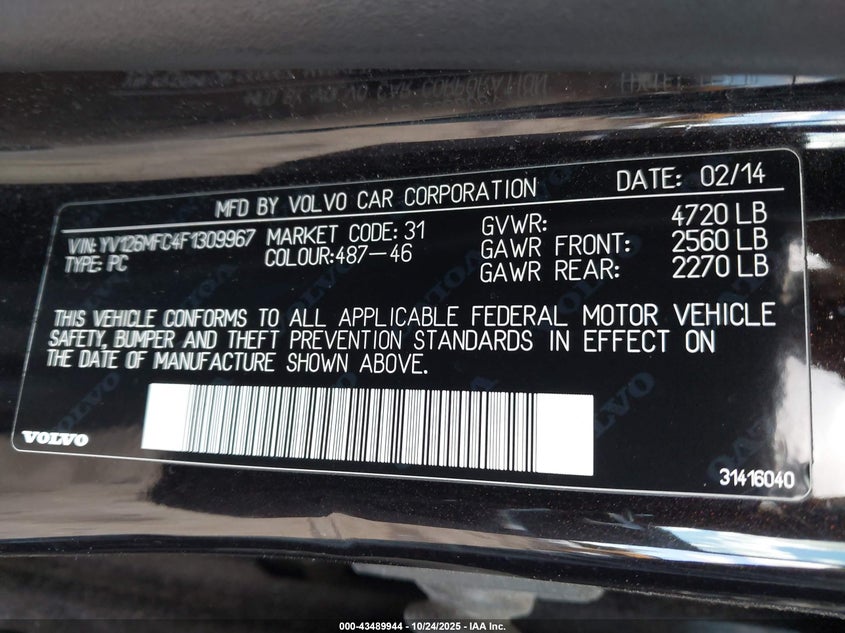 MFD BY VOLVO CAR CORPORATION DATE: 02/14
VIN: YV126MFC4F1309967 MARKET CODE: 31 GVWR: 4720 LB
TYPE: PC COLOUR:487-46 GAWR FRONT: 2560 LB
GAWR REAR: 2270 LB
THIS VEHICLE CONFORMS TO ALL APPLICABLE FEDERAL MOTOR VEHICLE
SAFETY, BUMPER AND THEFT PREVENTION STANDARDS IN EFFECT ON
THE DATE OF MANUFACTURE SHOWN ABOVE.
VOLVO
31416040
000-43489944 - 10/24/2025 - IAA Inc.